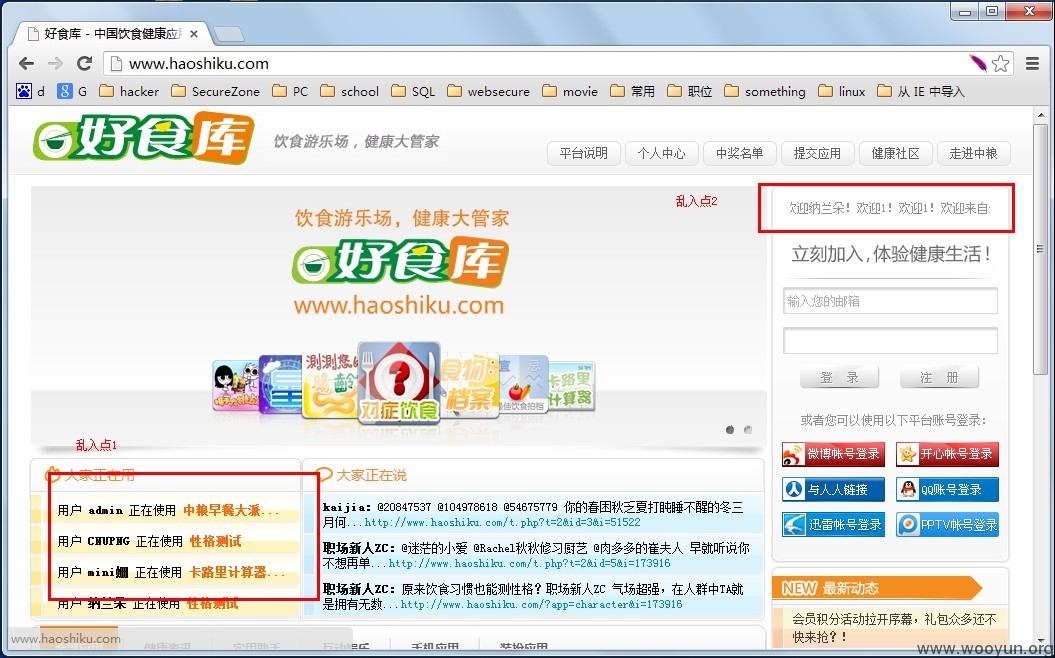 好食库 - 中国饮食健康应
www.haoshiku.com
d G hacker SecureZone PC school SQL websecure movie 常用 职位 something linux 从 IE 中导入
好食库 饮食游乐场，健康大管家
平台说明 个人中心 中奖名单 提交应用 健康社区 走进中粮
乱入点2
欢迎纳兰朵！欢迎1！欢迎1！欢迎来自:
饮食游乐场，健康大管家
好食库
www.haoshiku.com
立刻加入,体验健康生活！
输入您的邮箱
登 录 注 册
测测您的
肠龄
对症饮食
食物
档案
最佳饮食拍档
卡路里
计算器
或者您可以使用以下平台账号登录：
微博帐号登录 开心帐号登录
与人人链接 QQ帐号登录
迅雷帐号登录 PPTV帐号登录
乱入点1
大家正在用
用户 admin 正在使用 中粮早餐大派...
用户 CNUPNG 正在使用 性格测试
用户 mini姗 正在使用 卡路里计算器...
用户 纳兰朵 正在使用 性格测试
大家正在说
kaijia: @20847537 @104978618 @54675779 你的春困秋乏夏打盹睡不醒的冬三
月问...http://www.haoshiku.com/t.php?t=2&id=3&i=51522
职场新人ZC: @迷茫的小爱 @Rachel秋秋修习厨艺 @肉多多的崔夫人 早就听说你
不想再单...http://www.haoshiku.com/t.php?t=2&id=5&i=173916
职场新人ZC: 原来饮食习惯也能测性格？职场新人ZC 气场超强，在人群中TA就
是拥有无数...http://www.haoshiku.com/?app=character&i=173916
NEW 最新动态
会员积分活动拉开序幕，礼包众多还不
快来抢？！
www.haoshiku.com
健康资讯 实用助手 互动娱乐 手机应用 装扮应用
www.wooyun.org